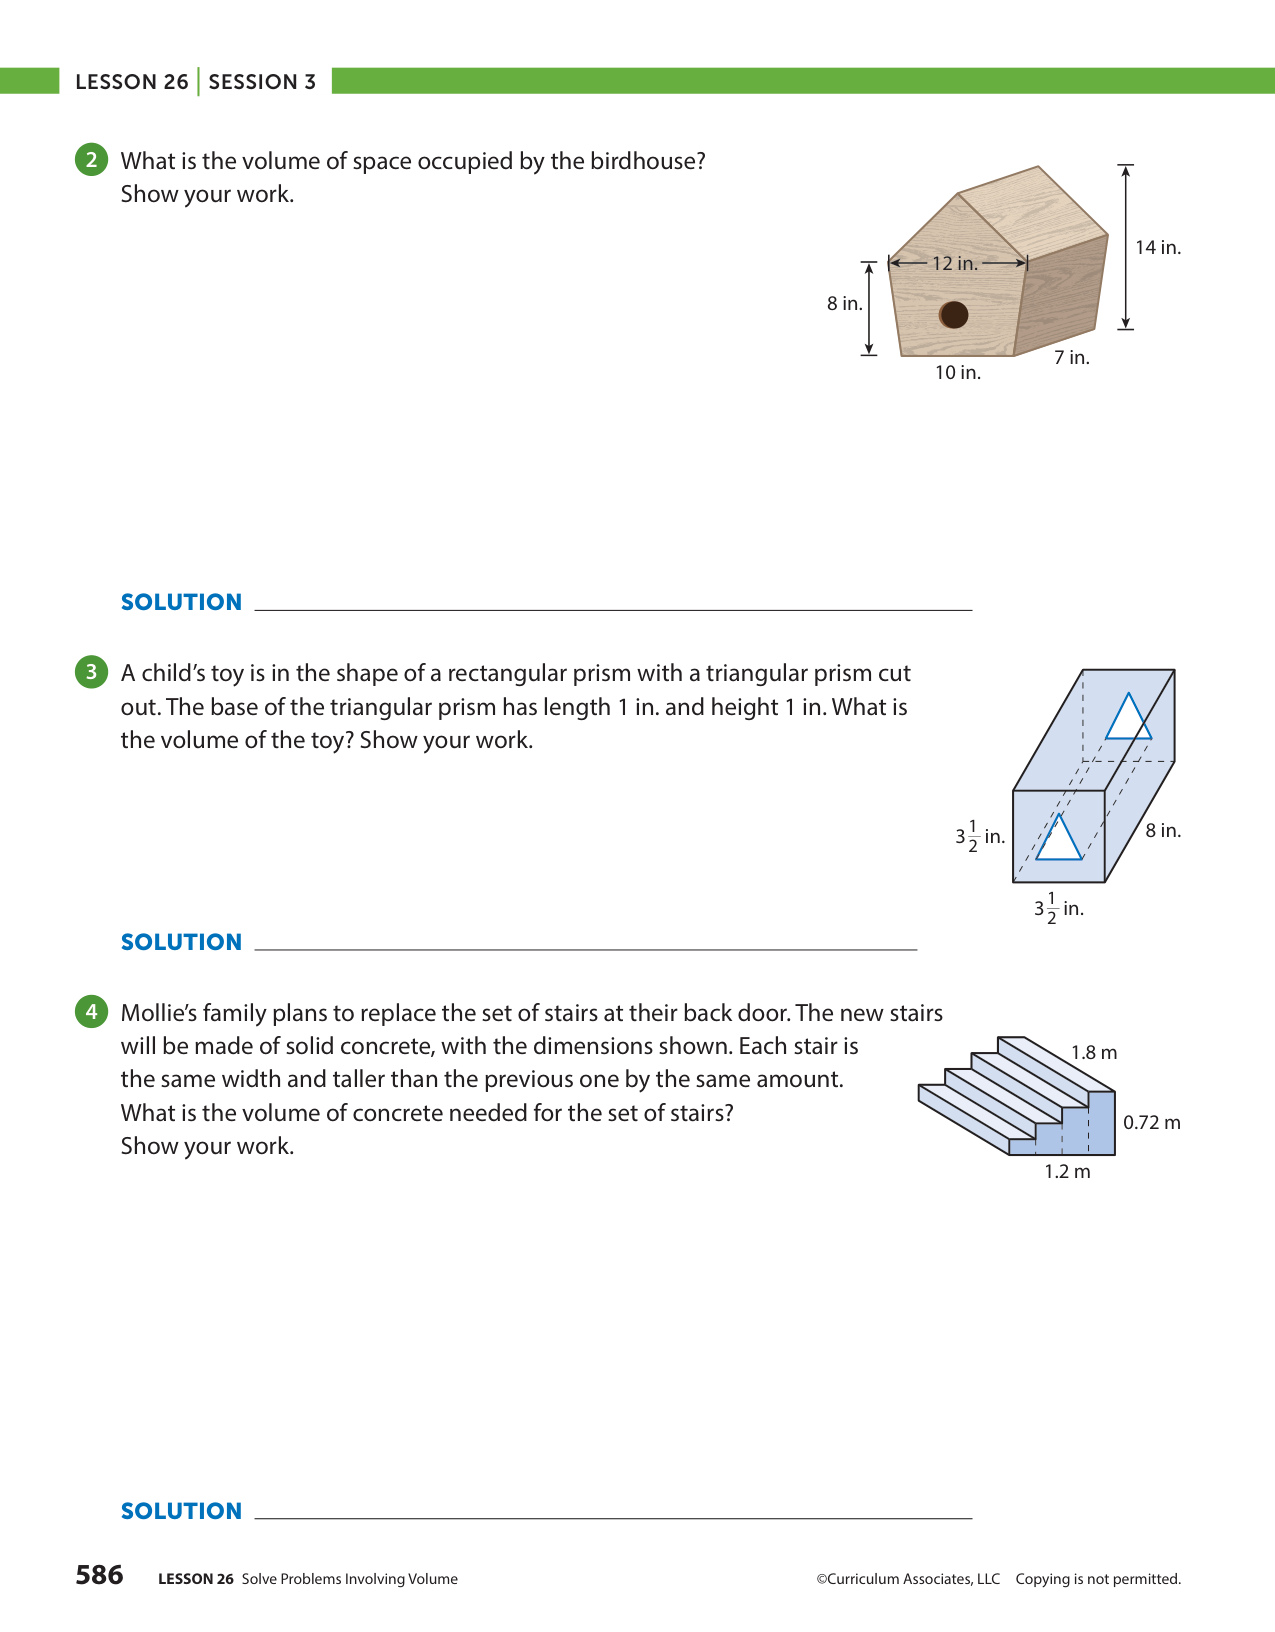 LESSON 26 | SESSION 3
2 What is the volume of space occupied by the birdhouse?
Show your work.
14 in.
12 in.
8 in.
7 in.
10 in.
SOLUTION
3 A child’s toy is in the shape of a rectangular prism with a triangular prism cut
out. The base of the triangular prism has length 1 in. and height 1 in. What is
the volume of the toy? Show your work.
3 1/2 in.
8 in.
3 1/2 in.
SOLUTION
4 Mollie’s family plans to replace the set of stairs at their back door. The new stairs
will be made of solid concrete, with the dimensions shown. Each stair is
the same width and taller than the previous one by the same amount.
What is the volume of concrete needed for the set of stairs?
Show your work.
1.8 m
0.72 m
1.2 m
SOLUTION
586 LESSON 26 Solve Problems Involving Volume ©Curriculum Associates, LLC Copying is not permitted.